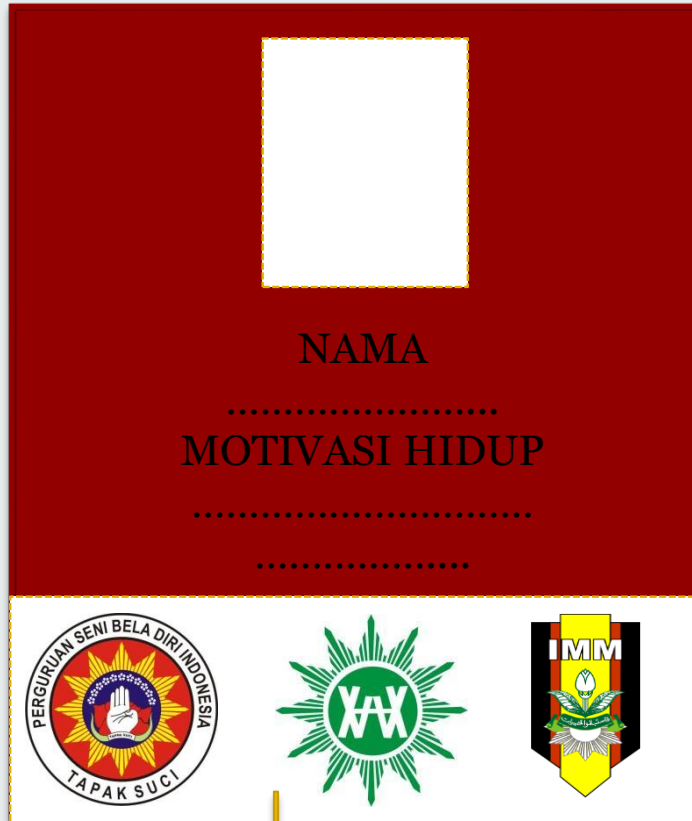 NAMA
........................
MOTIVASI HIDUP
..............................
...................
PERGURUAN SENI BELA DIRI INDONESIA
TAPAK SUCI
IMM